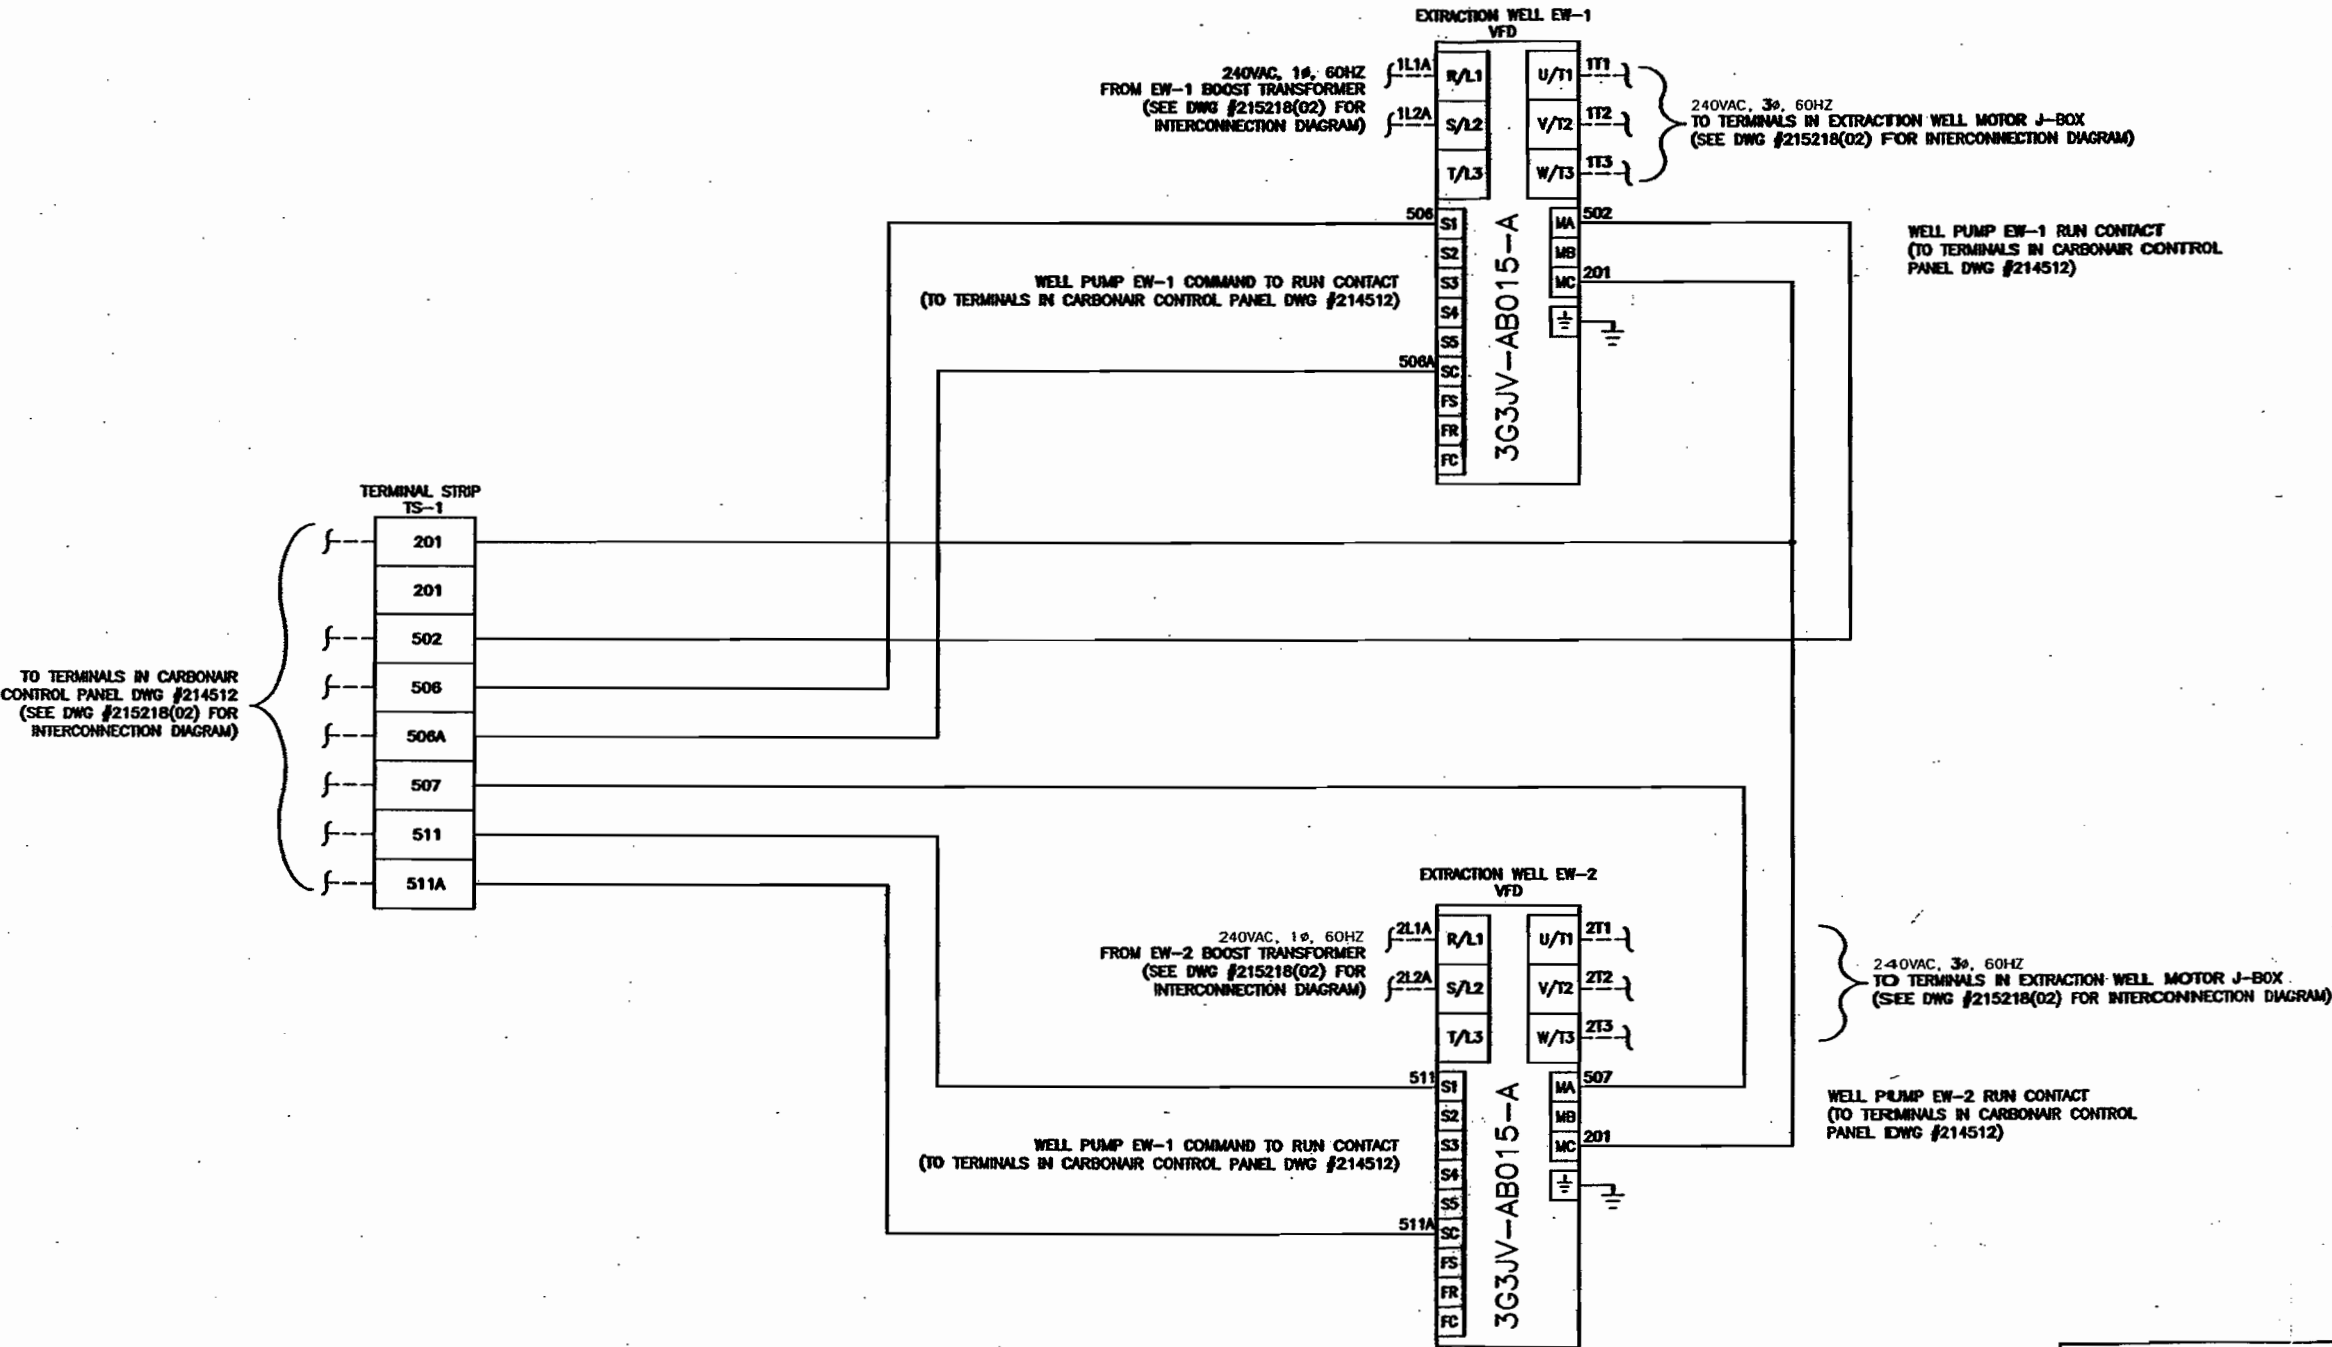 EXTRACTION WELL EW-1
VFD
240VAC, 1ø, 60HZ
FROM EW-1 BOOST TRANSFORMER
(SEE DWG #215218(02) FOR
INTERCONNECTION DIAGRAM)
1L1A
1L2A
R/L1
S/L2
T/L3
U/T1
V/T2
W/T3
1T1
1T2
1T3
240VAC, 3ø, 60HZ
TO TERMINALS IN EXTRACTION WELL MOTOR J-BOX
(SEE DWG #215218(02) FOR INTERCONNECTION DIAGRAM)
506
S1
S2
S3
S4
S5
506A
SC
FS
FR
FC
3G3JV-AB015-A
MA
MB
MC
502
201
WELL PUMP EW-1 RUN CONTACT
(TO TERMINALS IN CARBONAIR CONTROL
PANEL DWG #214512)
WELL PUMP EW-1 COMMAND TO RUN CONTACT
(TO TERMINALS IN CARBONAIR CONTROL PANEL DWG #214512)
TERMINAL STRIP
TS-1
201
201
502
506
506A
507
511
511A
TO TERMINALS IN CARBONAIR
CONTROL PANEL DWG #214512
(SEE DWG #215218(02) FOR
INTERCONNECTION DIAGRAM)
EXTRACTION WELL EW-2
VFD
240VAC, 1ø, 60HZ
FROM EW-2 BOOST TRANSFORMER
(SEE DWG #215218(02) FOR
INTERCONNECTION DIAGRAM)
2L1A
2L2A
R/L1
S/L2
T/L3
U/T1
V/T2
W/T3
2T1
2T2
2T3
240VAC, 3ø, 60HZ
TO TERMINALS IN EXTRACTION WELL MOTOR J-BOX
(SEE DWG #215218(02) FOR INTERCONNECTION DIAGRAM)
511
S1
S2
S3
S4
S5
511A
SC
FS
FR
FC
3G3JV-AB015-A
MA
MB
MC
507
201
WELL PUMP EW-2 RUN CONTACT
(TO TERMINALS IN CARBONAIR CONTROL
PANEL DWG #214512)
WELL PUMP EW-1 COMMAND TO RUN CONTACT
(TO TERMINALS IN CARBONAIR CONTROL PANEL DWG #214512)